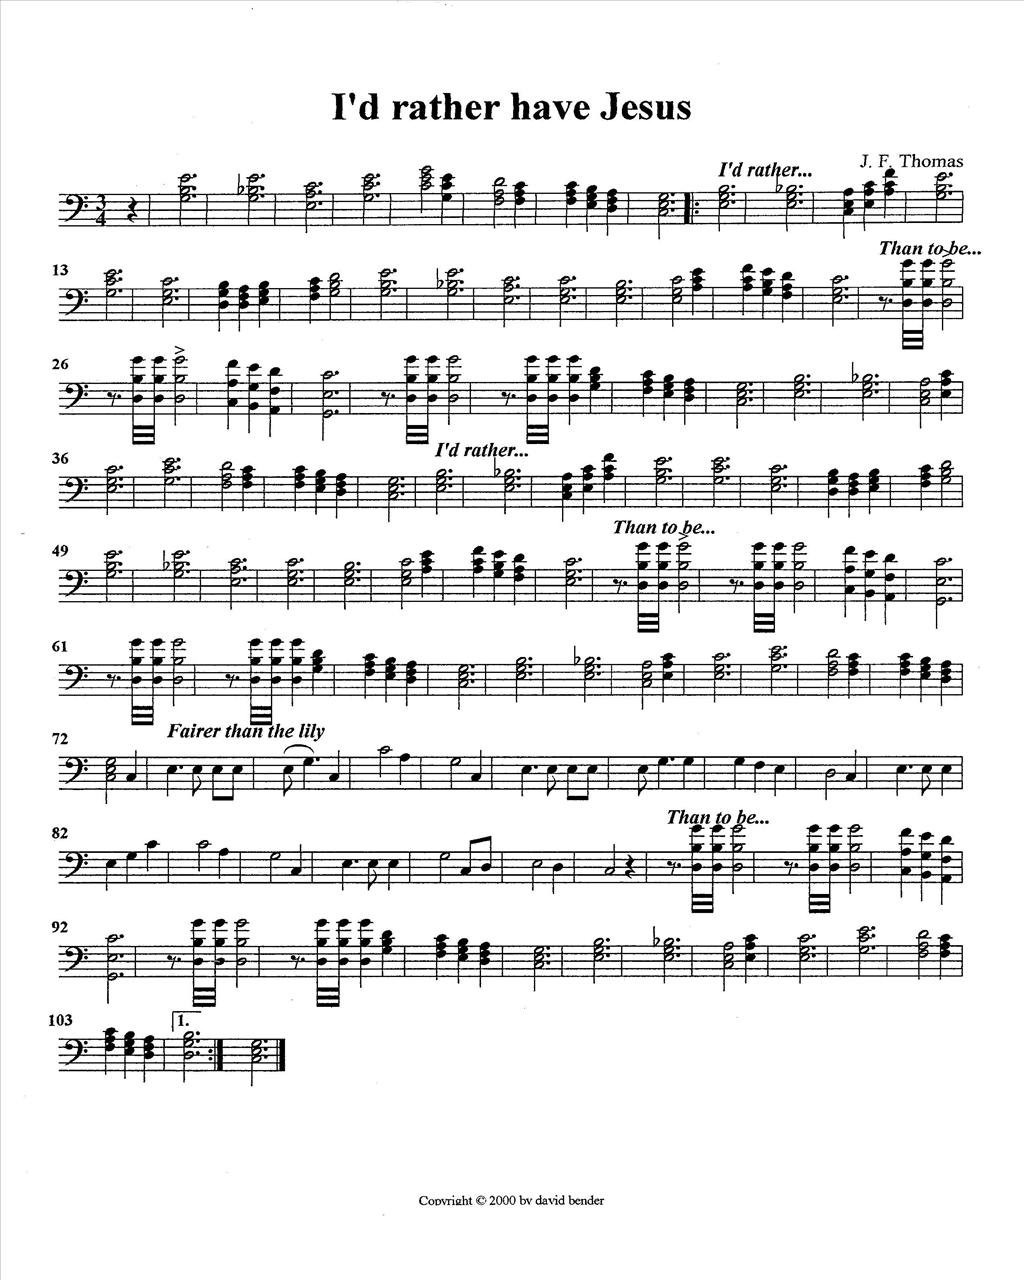 I'd rather have Jesus
J. F. Thomas
I'd rather...
3
4
Than to be...
13
26
I'd rather...
36
Than to be...
49
61
Fairer than the lily
72
Than to be...
82
92
103
1.
Copyright © 2000 by david bender